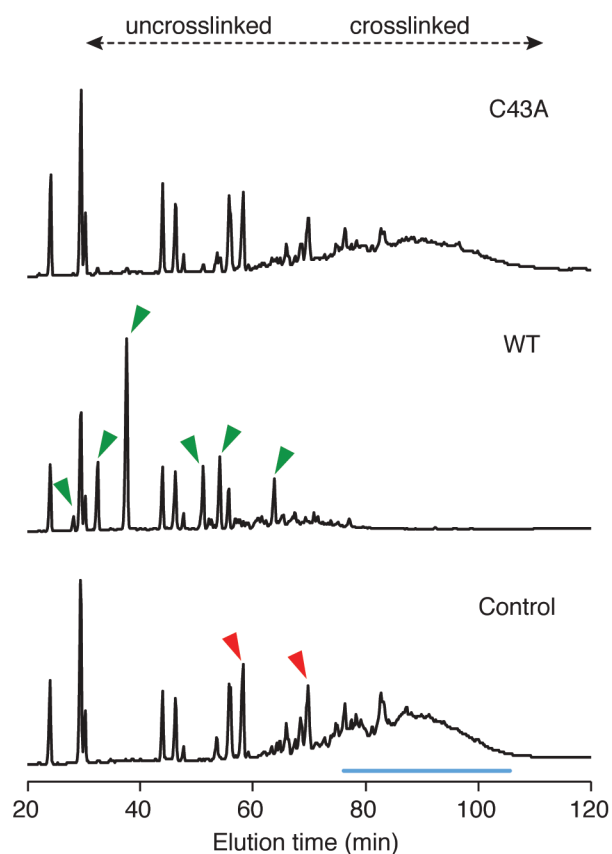 uncrosslinked crosslinked
C43A
WT
Control
20 40 60 80 100 120
Elution time (min)